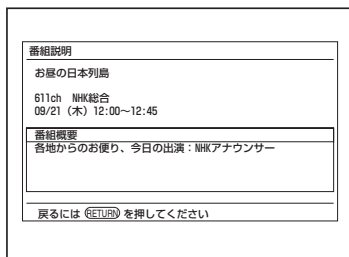 番組説明
お昼の日本列島
611ch NHK総合
09/21（木）12:00〜12:45
番組概要
各地からのお便り、今日の出演：NHKアナウンサー
戻るには RETURN を押してください